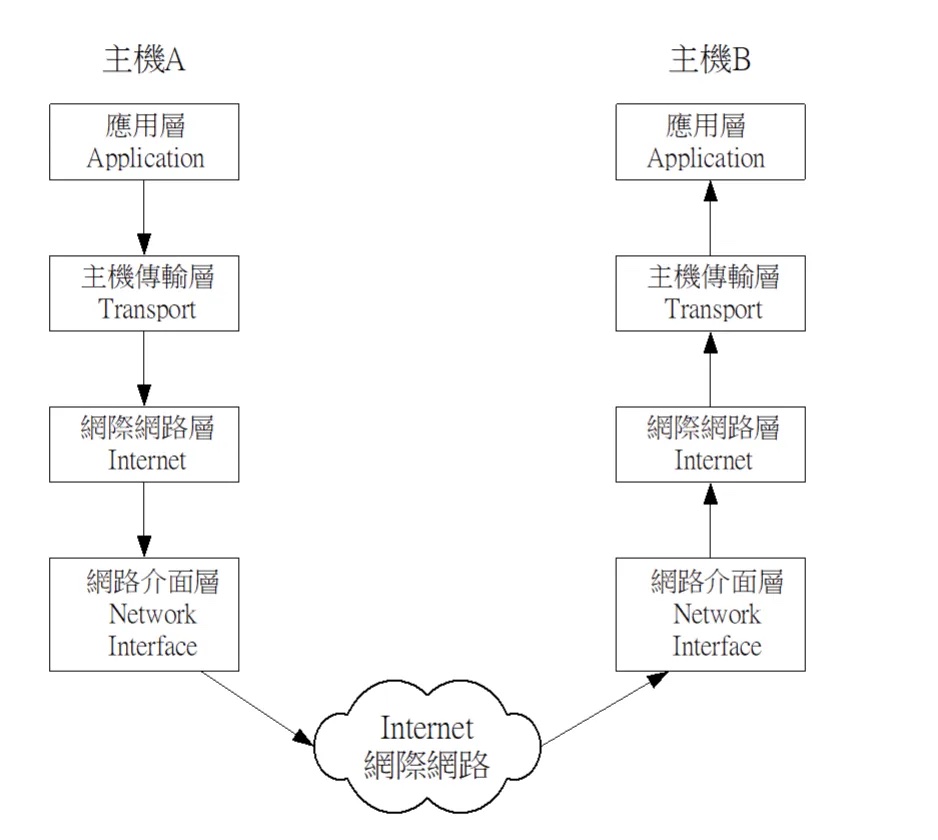 主機A
應用層
Application
主機傳輸層
Transport
網際網路層
Internet
網路介面層
Network
Interface
Internet
網際網路
主機B
應用層
Application
主機傳輸層
Transport
網際網路層
Internet
網路介面層
Network
Interface